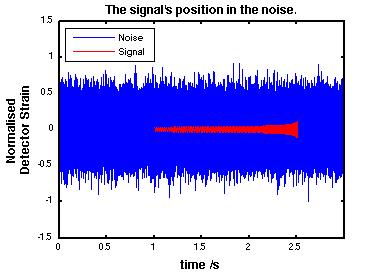 The signal's position in the noise.
1.5
1
0.5
0
-0.5
-1
-1.5
Noise
Signal
Normalised
Detector Strain
0 0.5 1 1.5 2 2.5
time /s